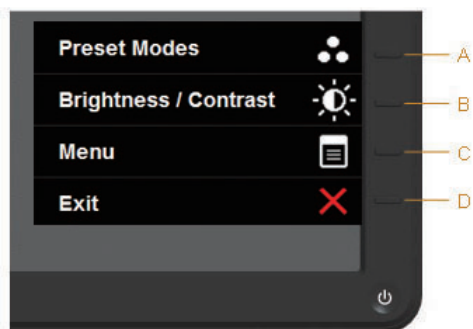 Preset Modes
A
Brightness / Contrast
B
Menu
C
Exit
D